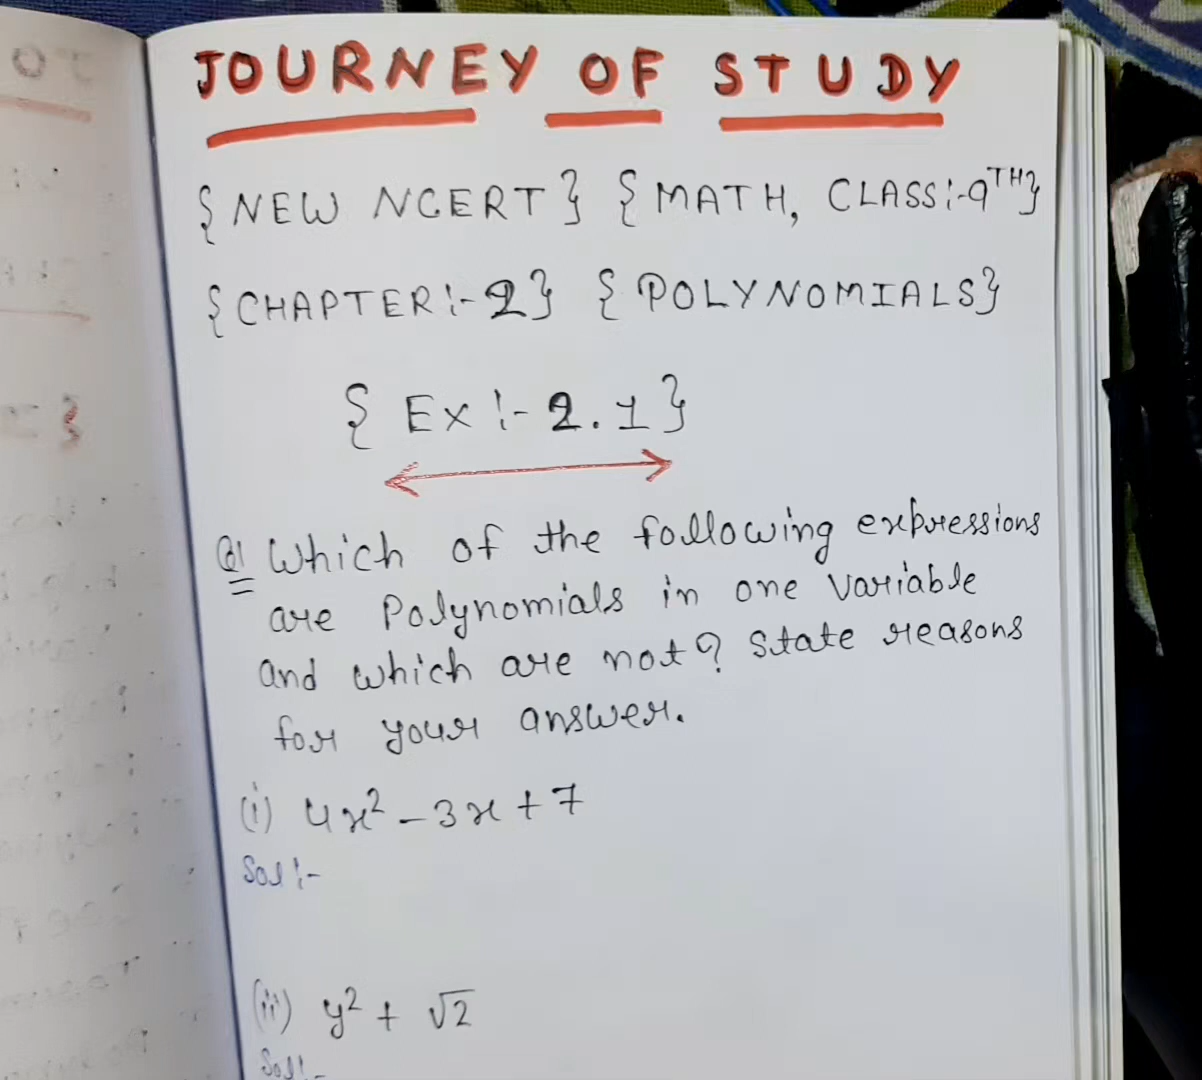 JOURNEY OF STUDY
{NEW NCERT} {MATH, CLASS:-9TH}
{CHAPTER:-2} {POLYNOMIALS}
{Ex:-2.1}
Q1 Which of the following expressions
are Polynomials in one variable
and which are not? State reasons
for your answer.
(i) 4x² - 3x + 7
Sol:-
(ii) y² + √2
Sol:-